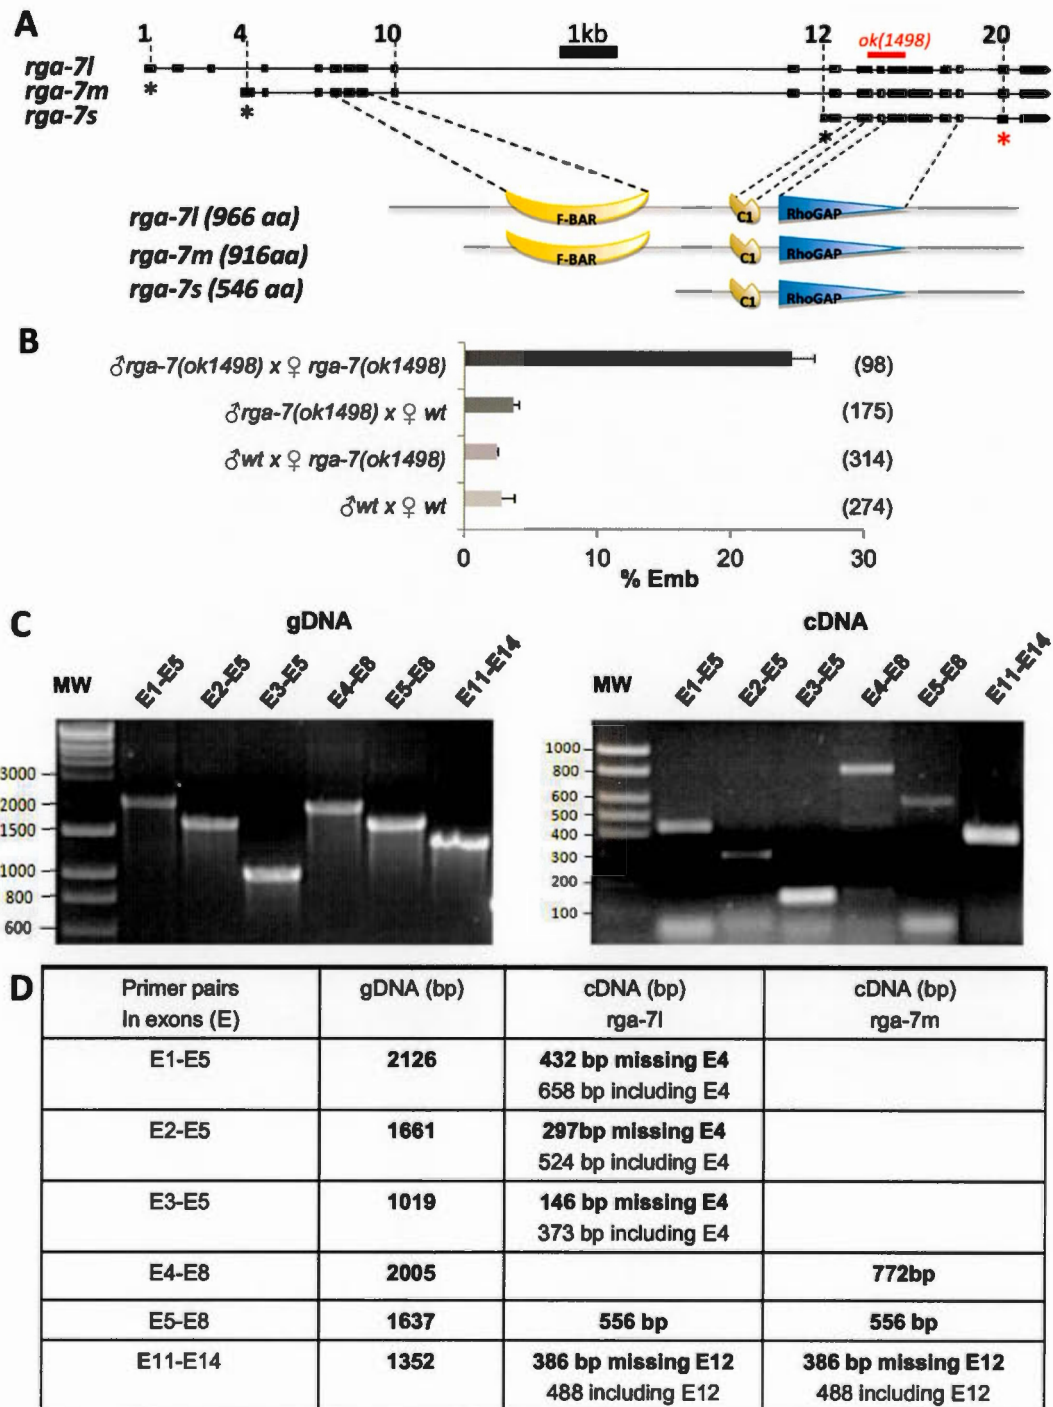 A
1 4 10 1kb 12 ok(1498) 20
rga-7l
rga-7m
rga-7s
* * * *
rga-7l (966 aa) F-BAR C1 RhoGAP
rga-7m (916aa) F-BAR C1 RhoGAP
rga-7s (546 aa) C1 RhoGAP
B
♂rga-7(ok1498) x ♀ rga-7(ok1498) (98)
♂rga-7(ok1498) x ♀ wt (175)
♂wt x ♀ rga-7(ok1498) (314)
♂wt x ♀ wt (274)
0 10 20 30
% Emb
C
gDNA
MW E1-E5 E2-E5 E3-E5 E4-E8 E5-E8 E11-E14
3000
2000
1500
1000
800
600
cDNA
MW E1-E5 E2-E5 E3-E5 E4-E8 E5-E8 E11-E14
1000
800
600
500
400
300
200
100
D
Primer pairs gDNA (bp) cDNA (bp) cDNA (bp)
In exons (E) rga-7l rga-7m
E1-E5 2126 432 bp missing E4
658 bp including E4
E2-E5 1661 297bp missing E4
524 bp including E4
E3-E5 1019 146 bp missing E4
373 bp including E4
E4-E8 2005 772bp
E5-E8 1637 556 bp 556 bp
E11-E14 1352 386 bp missing E12 386 bp missing E12
488 including E12 488 including E12